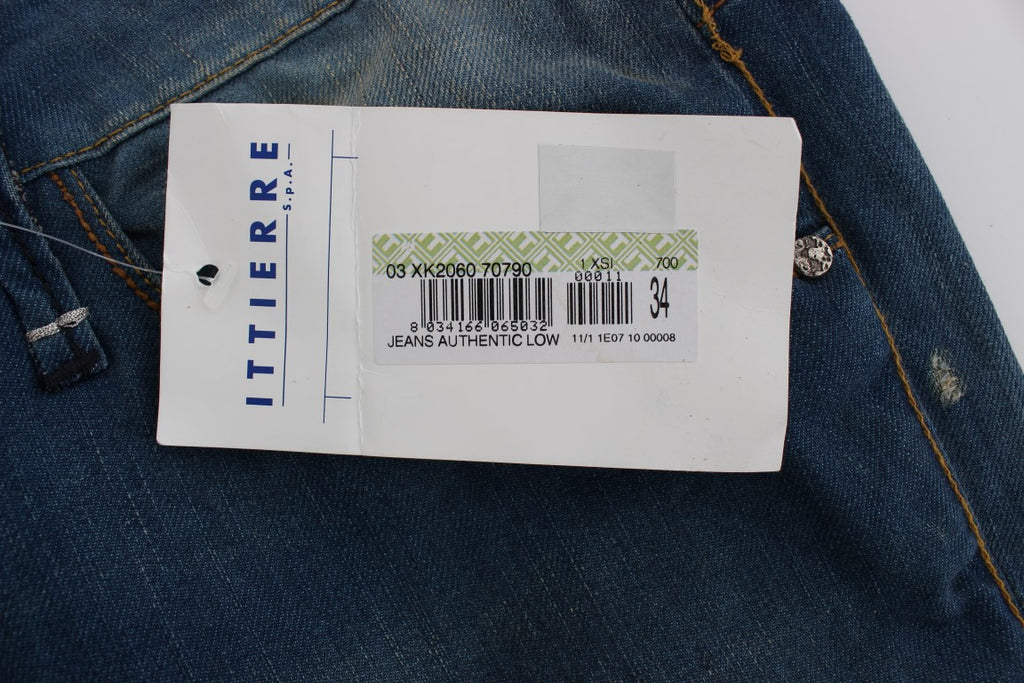 ITTIERRE
S.p.A.
03 XK2060 70790 1 XSI 700
00011
34
8 034166 065032
JEANS AUTHENTIC LOW 11/1 1E07 10 00008